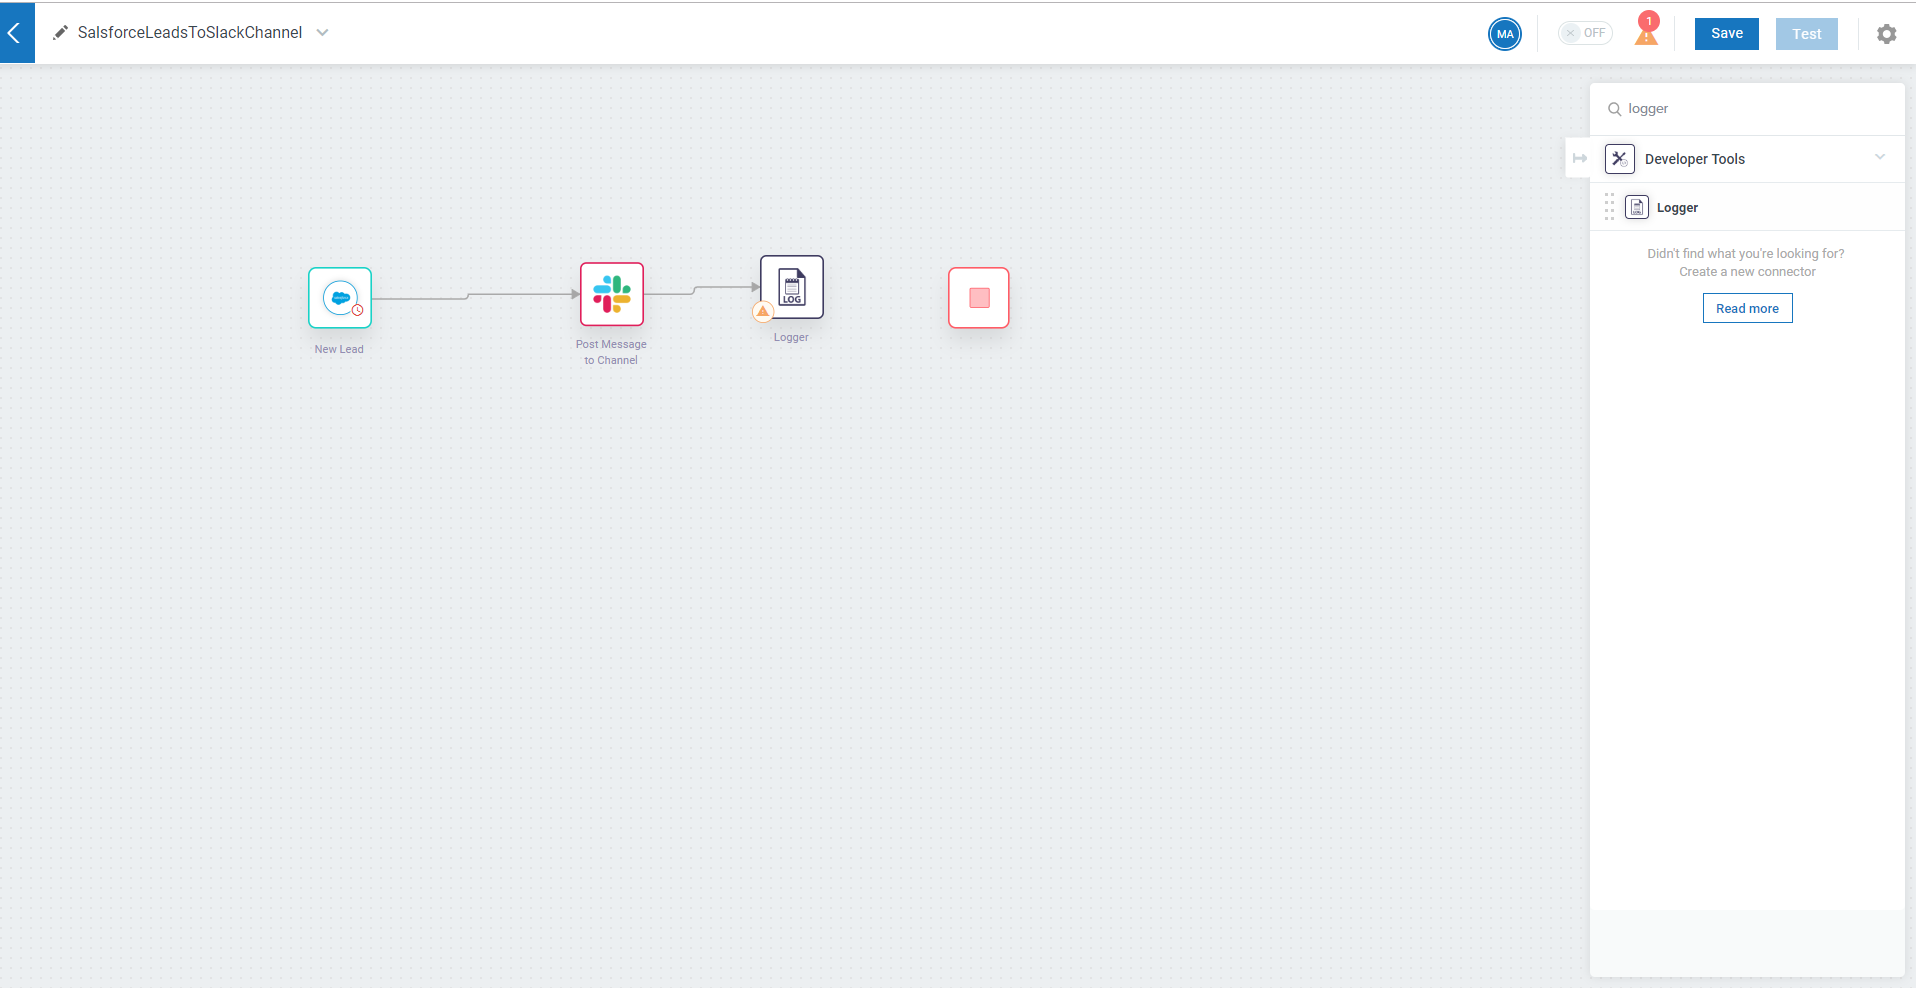 SalsforceLeadsToSlackChannel
MA
OFF
1
Save
Test
logger
Developer Tools
Logger
Didn't find what you're looking for?
Create a new connector
Read more
New Lead
Post Message
to Channel
LOG
Logger